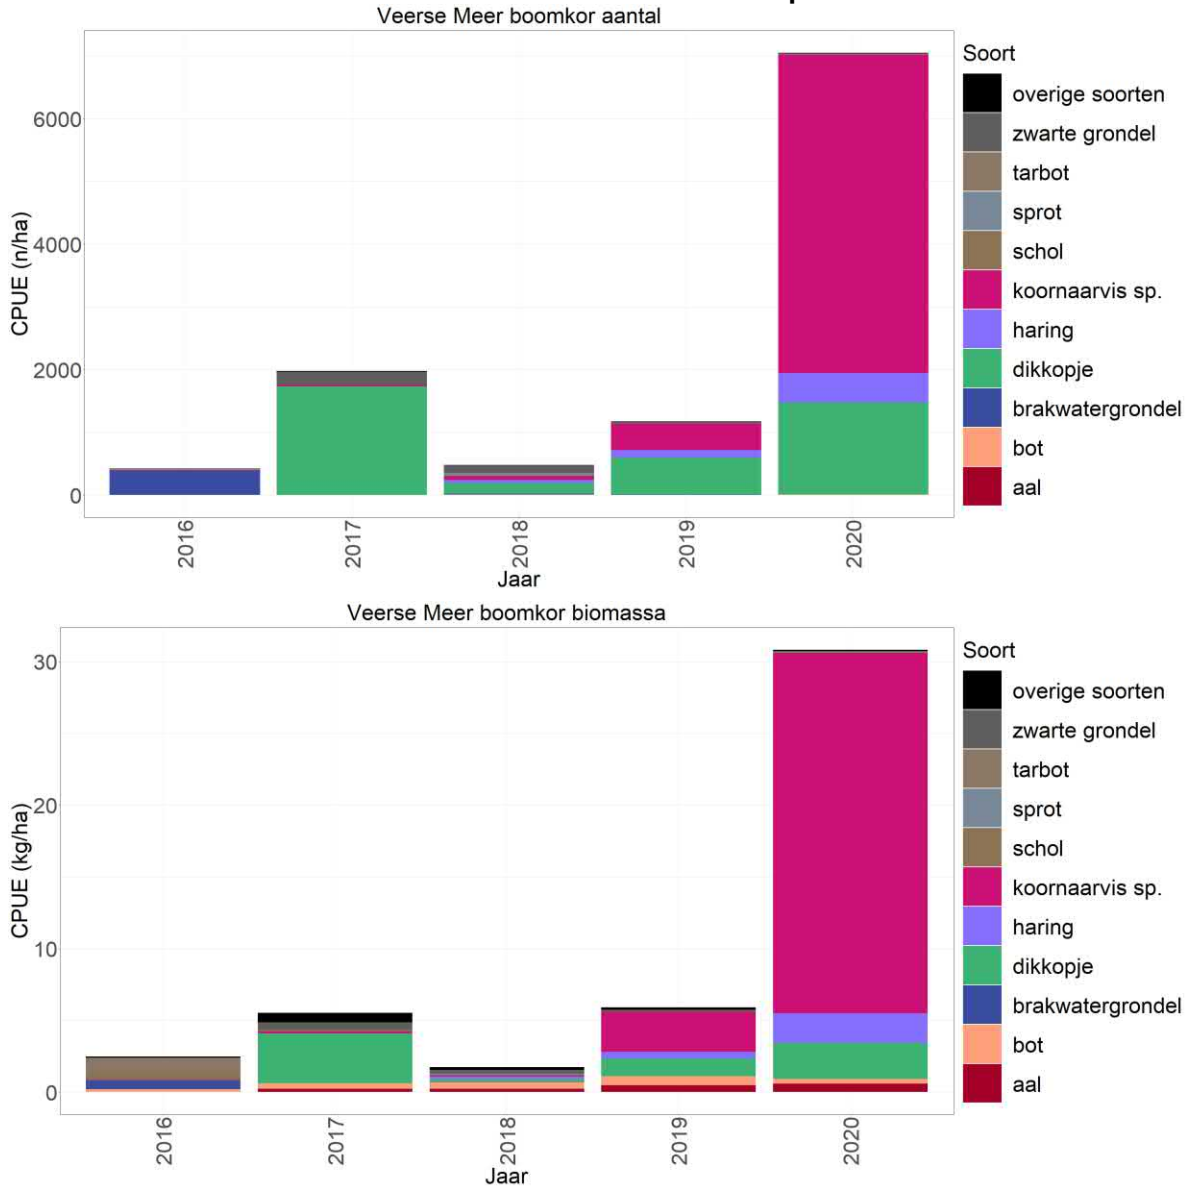 Veerse Meer boomkor aantal
CPUE (n/ha)
6000
4000
2000
0
2016
2017
2018
2019
2020
Jaar
Soort
overige soorten
zwarte grondel
tarbot
sprot
schol
koornaarvis sp.
haring
dikkopje
brakwatergrondel
bot
aal
Veerse Meer boomkor biomassa
CPUE (kg/ha)
30
20
10
0
2016
2017
2018
2019
2020
Jaar
Soort
overige soorten
zwarte grondel
tarbot
sprot
schol
koornaarvis sp.
haring
dikkopje
brakwatergrondel
bot
aal